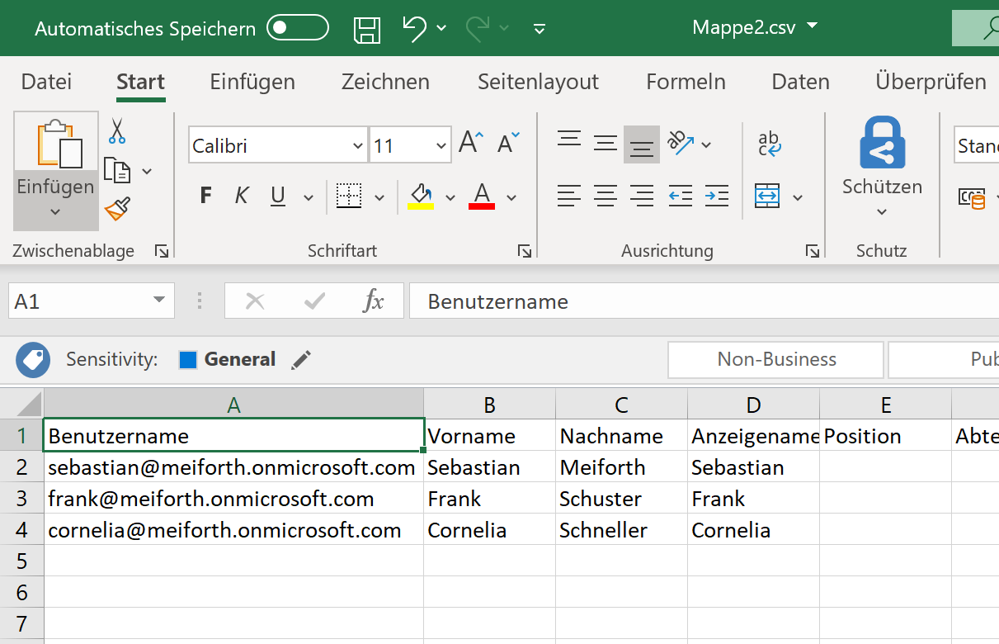 Automatisches Speichern Mappe2.csv
Datei Start Einfügen Zeichnen Seitenlayout Formeln Daten Überprüfen
Calibri 11 A A ab ab c Stan
Einfügen F K U A Schützen
Zwischenablage Schriftart Ausrichtung Schutz
A1 fx Benutzername
Sensitivity: General Non-Business Pub
A B C D E
1 Benutzername Vorname Nachname Anzeigename Position Abte
2 sebastian@meiforth.onmicrosoft.com Sebastian Meiforth Sebastian
3 frank@meiforth.onmicrosoft.com Frank Schuster Frank
4 cornelia@meiforth.onmicrosoft.com Cornelia Schneller Cornelia
5
6
7